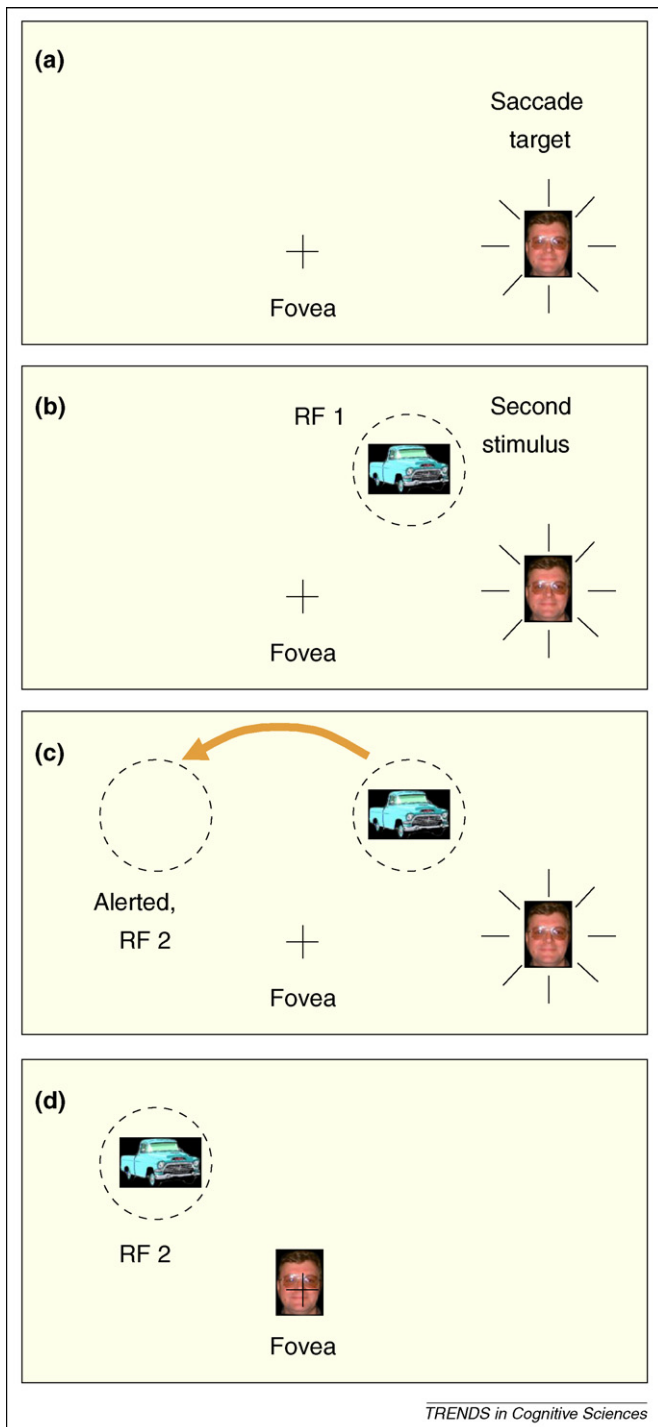 (a)
Saccade
target
Fovea
(b)
RF 1
Second
stimulus
Fovea
(c)
Alerted,
RF 2
Fovea
(d)
RF 2
Fovea
TRENDS in Cognitive Sciences